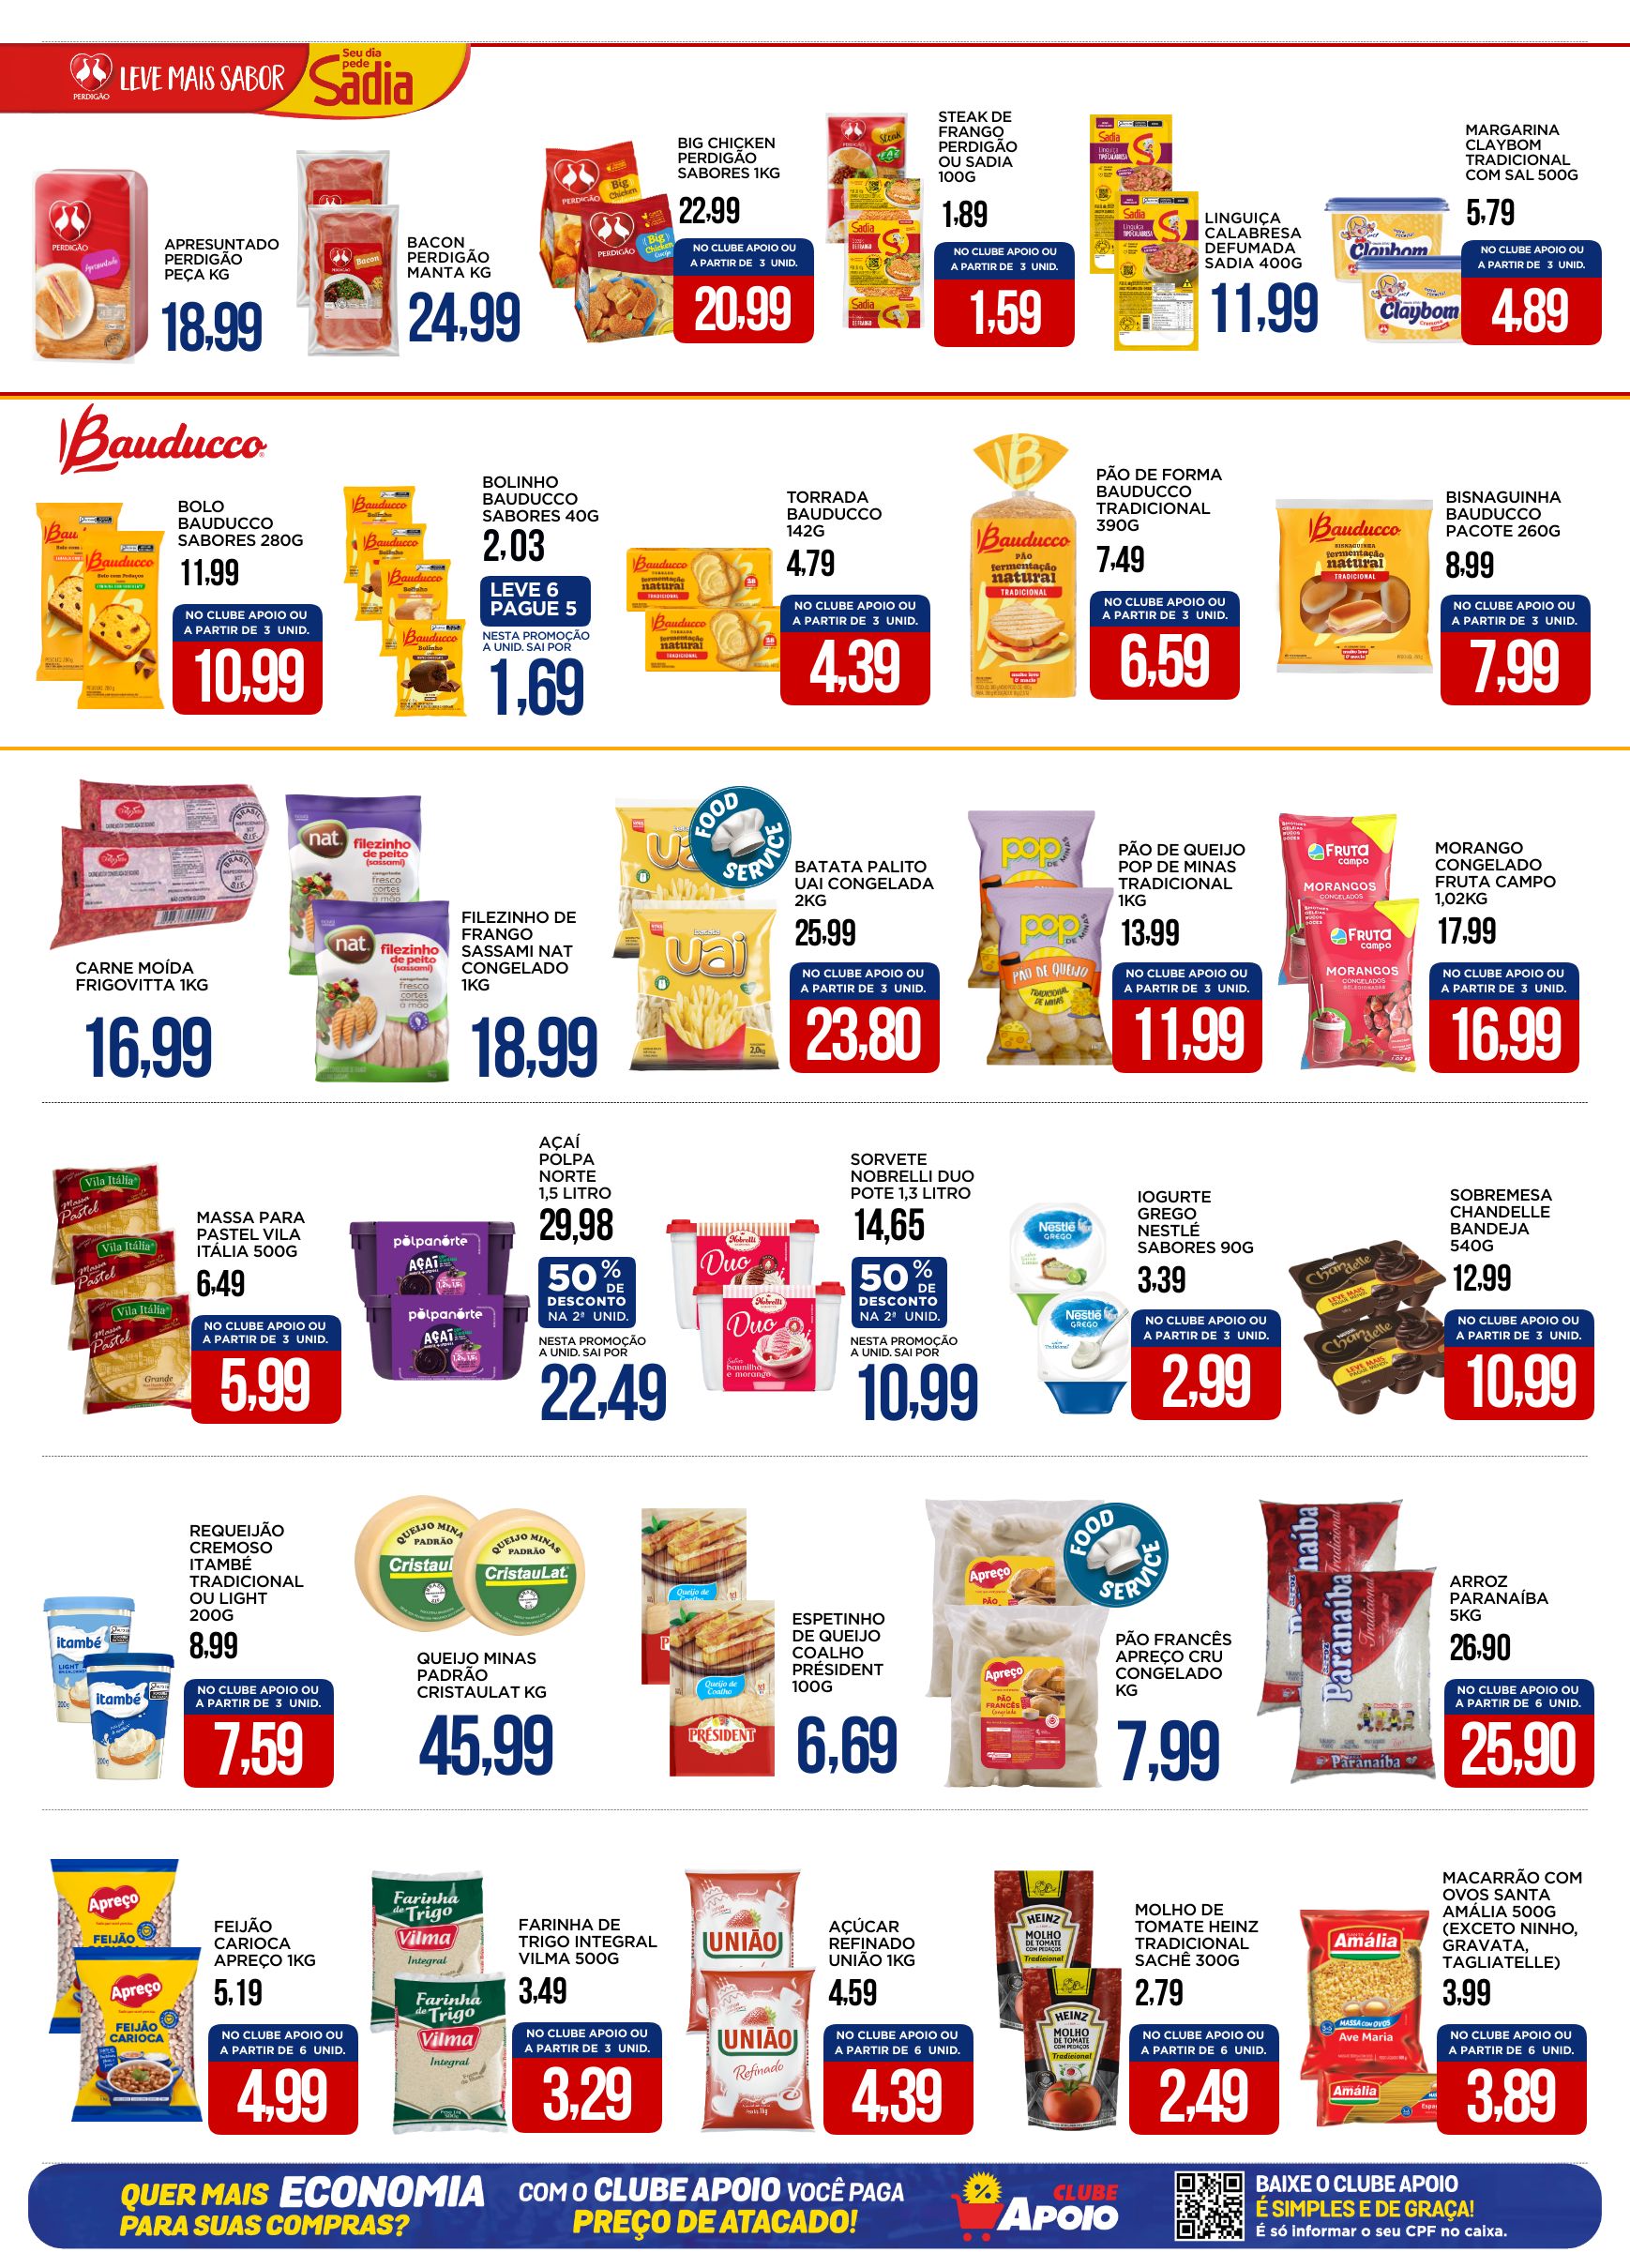 PERDIGÃO
LEVE MAIS SABOR
Seu dia
pede
Sadia
APRESUNTADO
PERDIGÃO
PEÇA KG
18,99
BACON
PERDIGÃO
MANTA KG
24,99
BIG CHICKEN
PERDIGÃO
SABORES 1KG
22,99
NO CLUBE APOIO OU
A PARTIR DE 3 UNID.
20,99
STEAK DE
FRANGO
PERDIGÃO
OU SADIA
100G
1,89
NO CLUBE APOIO OU
A PARTIR DE 3 UNID.
1,59
LINGUIÇA
CALABRESA
DEFUMADA
SADIA 400G
11,99
MARGARINA
CLAYBOM
TRADICIONAL
COM SAL 500G
5,79
NO CLUBE APOIO OU
A PARTIR DE 3 UNID.
4,89
Bauducco
BOLO
BAUDUCCO
SABORES 280G
11,99
NO CLUBE APOIO OU
A PARTIR DE 3 UNID.
10,99
BOLINHO
BAUDUCCO
SABORES 40G
2,03
LEVE 6
PAGUE 5
NESTA PROMOÇÃO
A UNID. SAI POR
1,69
TORRADA
BAUDUCCO
142G
4,79
NO CLUBE APOIO OU
A PARTIR DE 3 UNID.
4,39
PÃO DE FORMA
BAUDUCCO
TRADICIONAL
390G
7,49
NO CLUBE APOIO OU
A PARTIR DE 3 UNID.
6,59
BISNAGUINHA
BAUDUCCO
PACOTE 260G
8,99
NO CLUBE APOIO OU
A PARTIR DE 3 UNID.
7,99
CARNE MOÍDA
FRIGOVITTA 1KG
16,99
FILEZINHO DE
FRANGO
SASSAMI NAT
CONGELADO
1KG
18,99
FOOD SERVICE
BATATA PALITO
UAI CONGELADA
2KG
25,99
NO CLUBE APOIO OU
A PARTIR DE 3 UNID.
23,80
PÃO DE QUEIJO
POP DE MINAS
TRADICIONAL
1KG
13,99
NO CLUBE APOIO OU
A PARTIR DE 3 UNID.
11,99
MORANGO
CONGELADO
FRUTA CAMPO
1,02KG
17,99
NO CLUBE APOIO OU
A PARTIR DE 3 UNID.
16,99
MASSA PARA
PASTEL VILA
ITÁLIA 500G
6,49
NO CLUBE APOIO OU
A PARTIR DE 3 UNID.
5,99
AÇAÍ
POLPA
NORTE
1,5 LITRO
29,98
50% DE
DESCONTO
NA 2ª UNID.
NESTA PROMOÇÃO
A UNID. SAI POR
22,49
SORVETE
NOBRELLI DUO
POTE 1,3 LITRO
14,65
50% DE
DESCONTO
NA 2ª UNID.
NESTA PROMOÇÃO
A UNID. SAI POR
10,99
IOGURTE
GREGO
NESTLÉ
SABORES 90G
3,39
NO CLUBE APOIO OU
A PARTIR DE 3 UNID.
2,99
SOBREMESA
CHANDELLE
BANDEJA
540G
12,99
NO CLUBE APOIO OU
A PARTIR DE 3 UNID.
10,99
REQUEIJÃO
CREMOSO
ITAMBÉ
TRADICIONAL
OU LIGHT
200G
8,99
NO CLUBE APOIO OU
A PARTIR DE 3 UNID.
7,59
QUEIJO MINAS
PADRÃO
CRISTAULAT KG
45,99
ESPETINHO
DE QUEIJO
COALHO
PRÉSIDENT
100G
6,69
FOOD SERVICE
PÃO FRANCÊS
APREÇO CRU
CONGELADO
KG
7,99
ARROZ
PARANAÍBA
5KG
26,90
NO CLUBE APOIO OU
A PARTIR DE 6 UNID.
25,90
FEIJÃO
CARIOCA
APREÇO 1KG
5,19
NO CLUBE APOIO OU
A PARTIR DE 6 UNID.
4,99
FARINHA DE
TRIGO INTEGRAL
VILMA 500G
3,49
NO CLUBE APOIO OU
A PARTIR DE 3 UNID.
3,29
AÇÚCAR
REFINADO
UNIÃO 1KG
4,59
NO CLUBE APOIO OU
A PARTIR DE 6 UNID.
4,39
MOLHO DE
TOMATE HEINZ
TRADICIONAL
SACHÊ 300G
2,79
NO CLUBE APOIO OU
A PARTIR DE 6 UNID.
2,49
MACARRÃO COM
OVOS SANTA
AMÁLIA 500G
(EXCETO NINHO,
GRAVATA,
TAGLIATELLE)
3,99
NO CLUBE APOIO OU
A PARTIR DE 6 UNID.
3,89
QUER MAIS ECONOMIA
PARA SUAS COMPRAS?
COM O CLUBE APOIO VOCÊ PAGA
PREÇO DE ATACADO!
CLUBE
APOIO
BAIXE O CLUBE APOIO
É SIMPLES E DE GRAÇA!
É só informar o seu CPF no caixa.